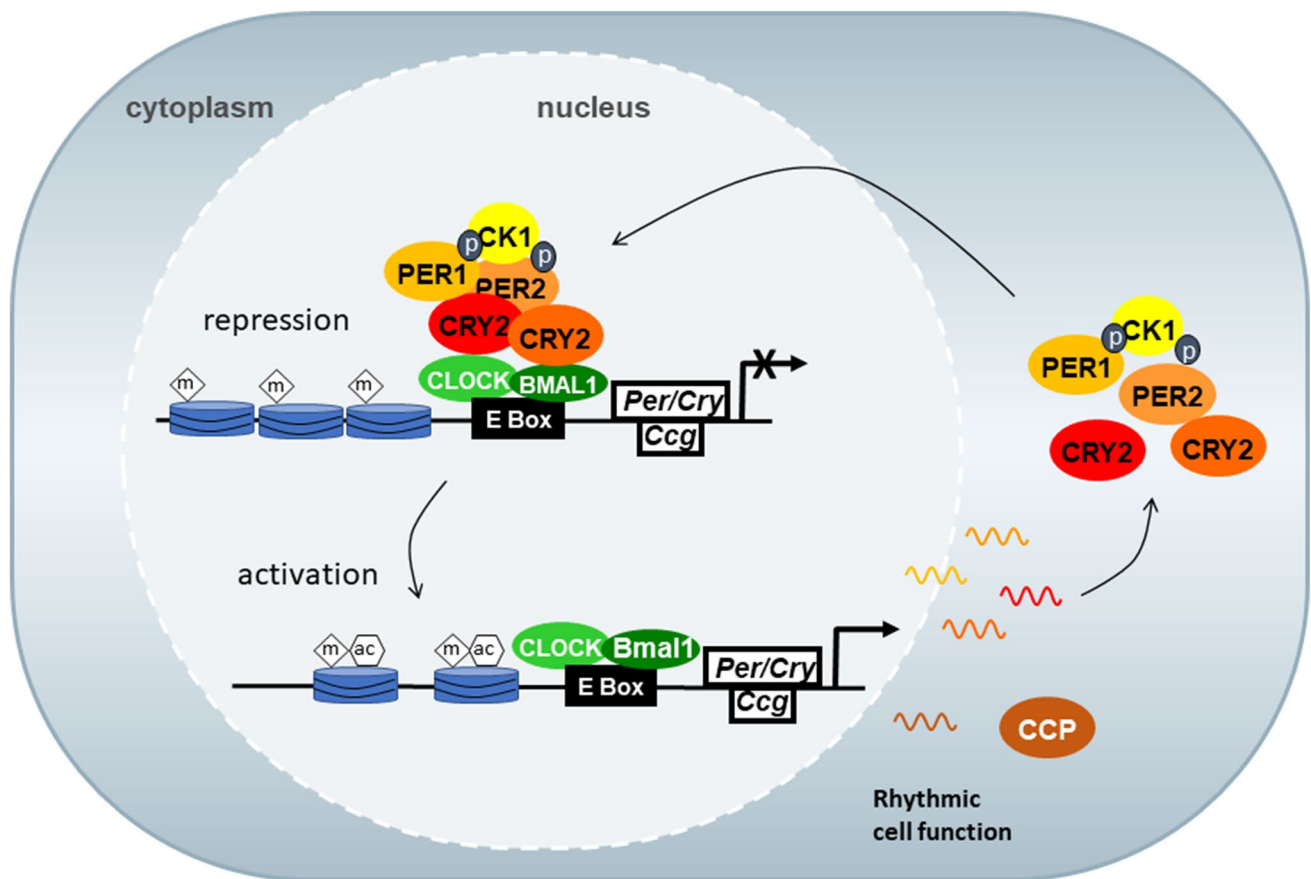 cytoplasm
nucleus
CK1
p
p
PER1
PER2
repression
CRY2
CRY2
m
m
m
CLOCK
BMAL1
E Box
Per/Cry
Ccg
X
CK1
p
p
PER1
PER2
CRY2
CRY2
activation
m
ac
m
ac
CLOCK
Bmal1
E Box
Per/Cry
Ccg
CCP
Rhythmic
cell function